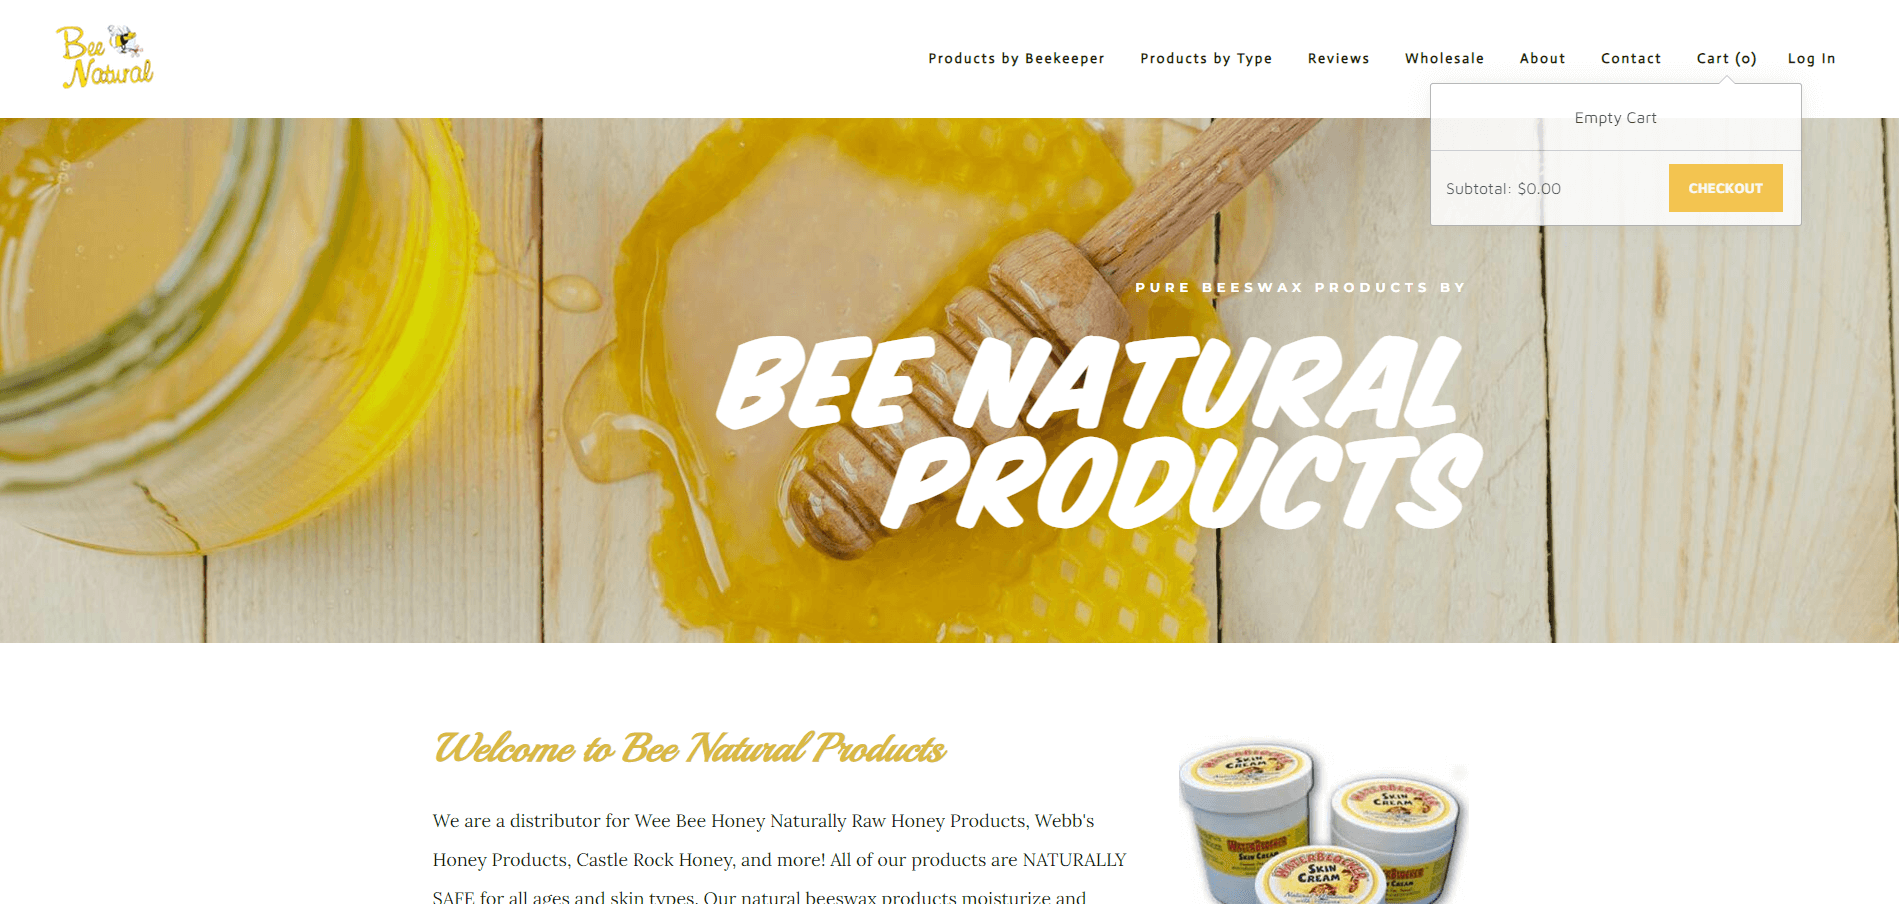 Bee
Natural
Products by Beekeeper
Products by Type
Reviews
Wholesale
About
Contact
Cart (0)
Log In
Empty Cart
Subtotal: $0.00
CHECKOUT
PURE BEESWAX PRODUCTS BY
BEE NATURAL
PRODUCTS
Welcome to Bee Natural Products
We are a distributor for Wee Bee Honey Naturally Raw Honey Products, Webb's
Honey Products, Castle Rock Honey, and more! All of our products are NATURALLY
SAFE for all ages and skin types. Our natural beeswax products moisturize and
WATERBLOCKER
SKIN
CREAM
WATERBLOCKER
SKIN
CREAM
WATERBLOCKER
SKIN CREAM
WATERBLOCKER
SKIN
CREAM